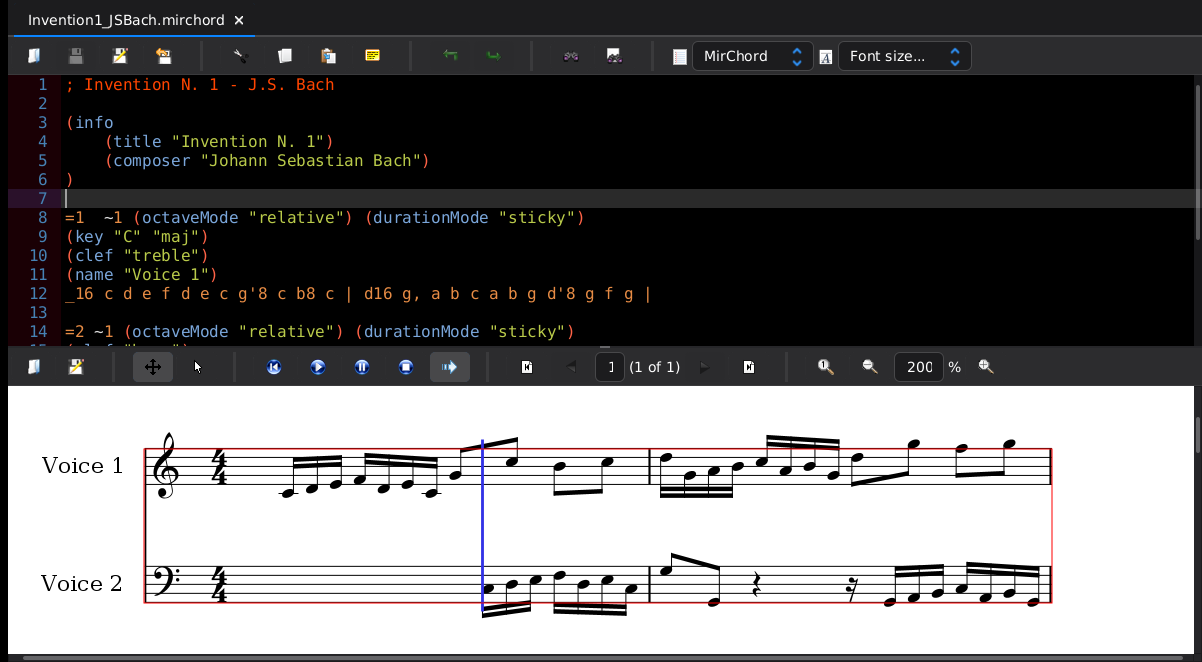 Invention1_JSBach.mirchord ×
MirChord Font size...
1 ; Invention N. 1 - J.S. Bach
2
3 (info
4 (title "Invention N. 1")
5 (composer "Johann Sebastian Bach")
6 )
7
8 =1 ~1 (octaveMode "relative") (durationMode "sticky")
9 (key "C" "maj")
10 (clef "treble")
11 (name "Voice 1")
12 _16 c d e f d e c g'8 c b8 c | d16 g, a b c a b g d'8 g f g |
13
14 =2 ~1 (octaveMode "relative") (durationMode "sticky")
1 (1 of 1) 200 %
Voice 1
4
4
Voice 2
4
4